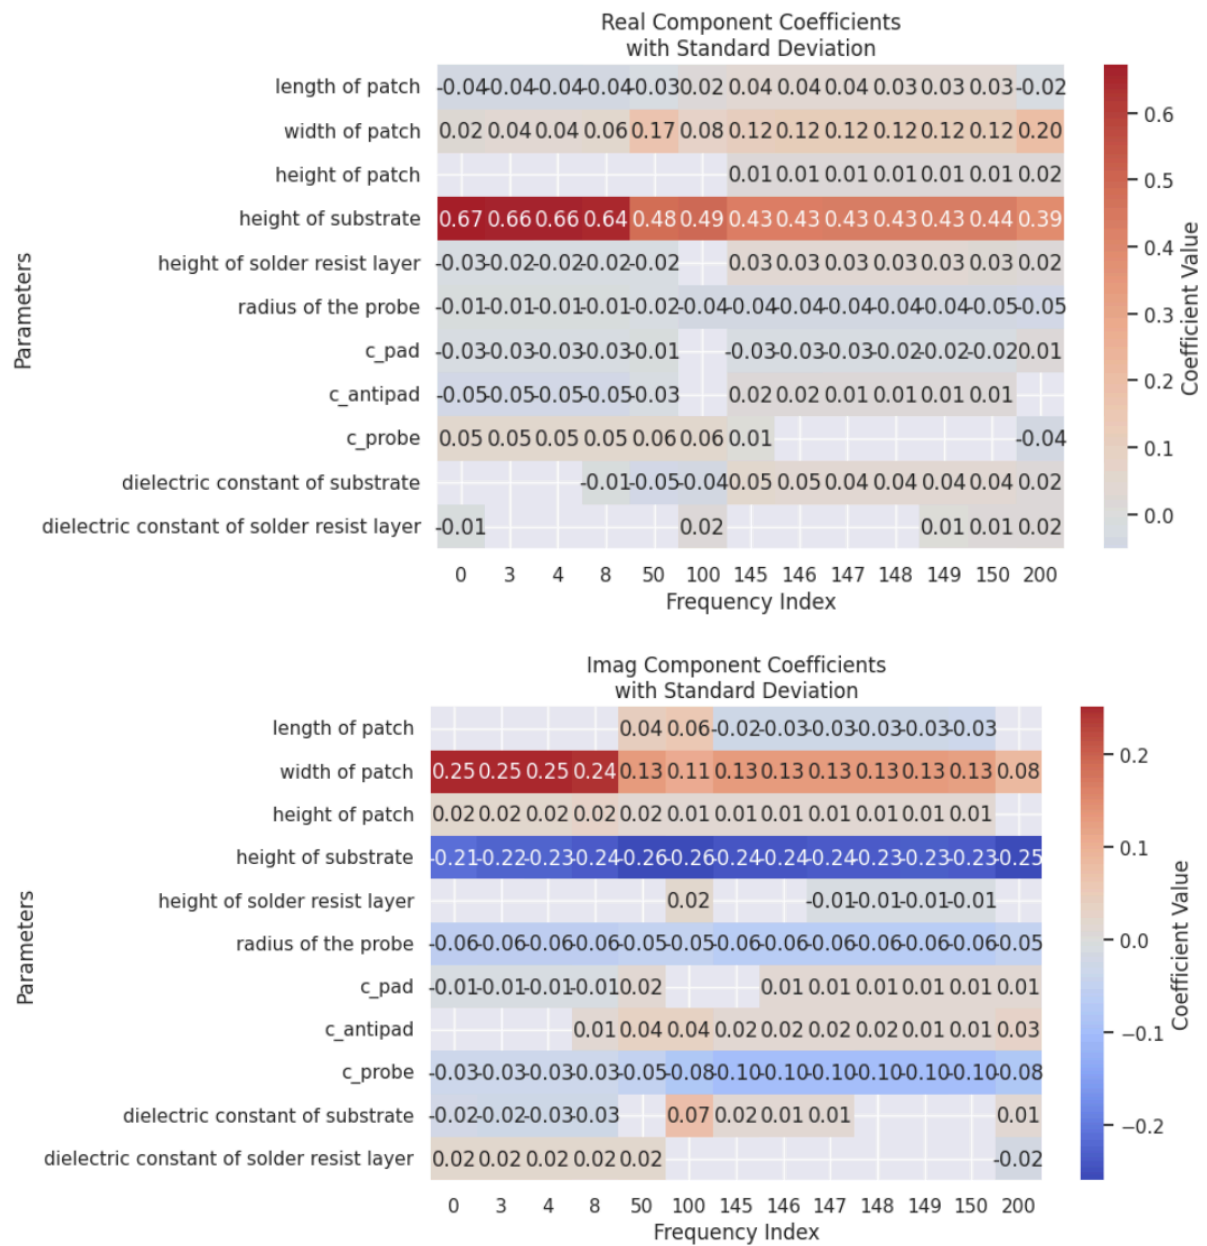 Real Component Coefficients
with Standard Deviation
length of patch -0.04 -0.04 -0.04 -0.04 -0.03 0.02 0.04 0.04 0.04 0.03 0.03 0.03 -0.02
width of patch 0.02 0.04 0.04 0.06 0.17 0.08 0.12 0.12 0.12 0.12 0.12 0.12 0.20
height of patch 0.01 0.01 0.01 0.01 0.01 0.01 0.02
height of substrate 0.67 0.66 0.66 0.64 0.48 0.49 0.43 0.43 0.43 0.43 0.43 0.44 0.39
height of solder resist layer -0.03 -0.02 -0.02 -0.02 -0.02 0.03 0.03 0.03 0.03 0.03 0.03 0.02
radius of the probe -0.01 -0.01 -0.01 -0.01 -0.02 -0.04 -0.04 -0.04 -0.04 -0.04 -0.04 -0.05 -0.05
c_pad -0.03 -0.03 -0.03 -0.03 -0.01 -0.03 -0.03 -0.03 -0.02 -0.02 -0.02 0.01
c_antipad -0.05 -0.05 -0.05 -0.05 -0.03 0.02 0.02 0.01 0.01 0.01 0.01
c_probe 0.05 0.05 0.05 0.05 0.06 0.06 0.01 -0.04
dielectric constant of substrate -0.01 -0.05 -0.04 0.05 0.05 0.04 0.04 0.04 0.04 0.02
dielectric constant of solder resist layer -0.01 0.02 0.01 0.01 0.02
0 3 4 8 50 100 145 146 147 148 149 150 200
Frequency Index
Parameters
0.6
0.5
0.4
0.3
0.2
0.1
0.0
Coefficient Value
Imag Component Coefficients
with Standard Deviation
length of patch 0.04 0.06 -0.02 -0.03 -0.03 -0.03 -0.03 -0.03
width of patch 0.25 0.25 0.25 0.24 0.13 0.11 0.13 0.13 0.13 0.13 0.13 0.13 0.08
height of patch 0.02 0.02 0.02 0.02 0.02 0.01 0.01 0.01 0.01 0.01 0.01 0.01
height of substrate -0.21 -0.22 -0.23 -0.24 -0.26 -0.26 -0.24 -0.24 -0.24 -0.23 -0.23 -0.23 -0.25
height of solder resist layer 0.02 -0.01 -0.01 -0.01 -0.01
radius of the probe -0.06 -0.06 -0.06 -0.06 -0.05 -0.05 -0.06 -0.06 -0.06 -0.06 -0.06 -0.06 -0.05
c_pad -0.01 -0.01 -0.01 -0.01 0.02 0.01 0.01 0.01 0.01 0.01 0.01
c_antipad 0.01 0.04 0.04 0.02 0.02 0.02 0.02 0.01 0.01 0.03
c_probe -0.03 -0.03 -0.03 -0.03 -0.05 -0.08 -0.10 -0.10 -0.10 -0.10 -0.10 -0.10 -0.08
dielectric constant of substrate -0.02 -0.02 -0.03 -0.03 0.07 0.02 0.01 0.01 0.01
dielectric constant of solder resist layer 0.02 0.02 0.02 0.02 0.02 -0.02
0 3 4 8 50 100 145 146 147 148 149 150 200
Frequency Index
Parameters
0.2
0.1
0.0
−0.1
−0.2
Coefficient Value